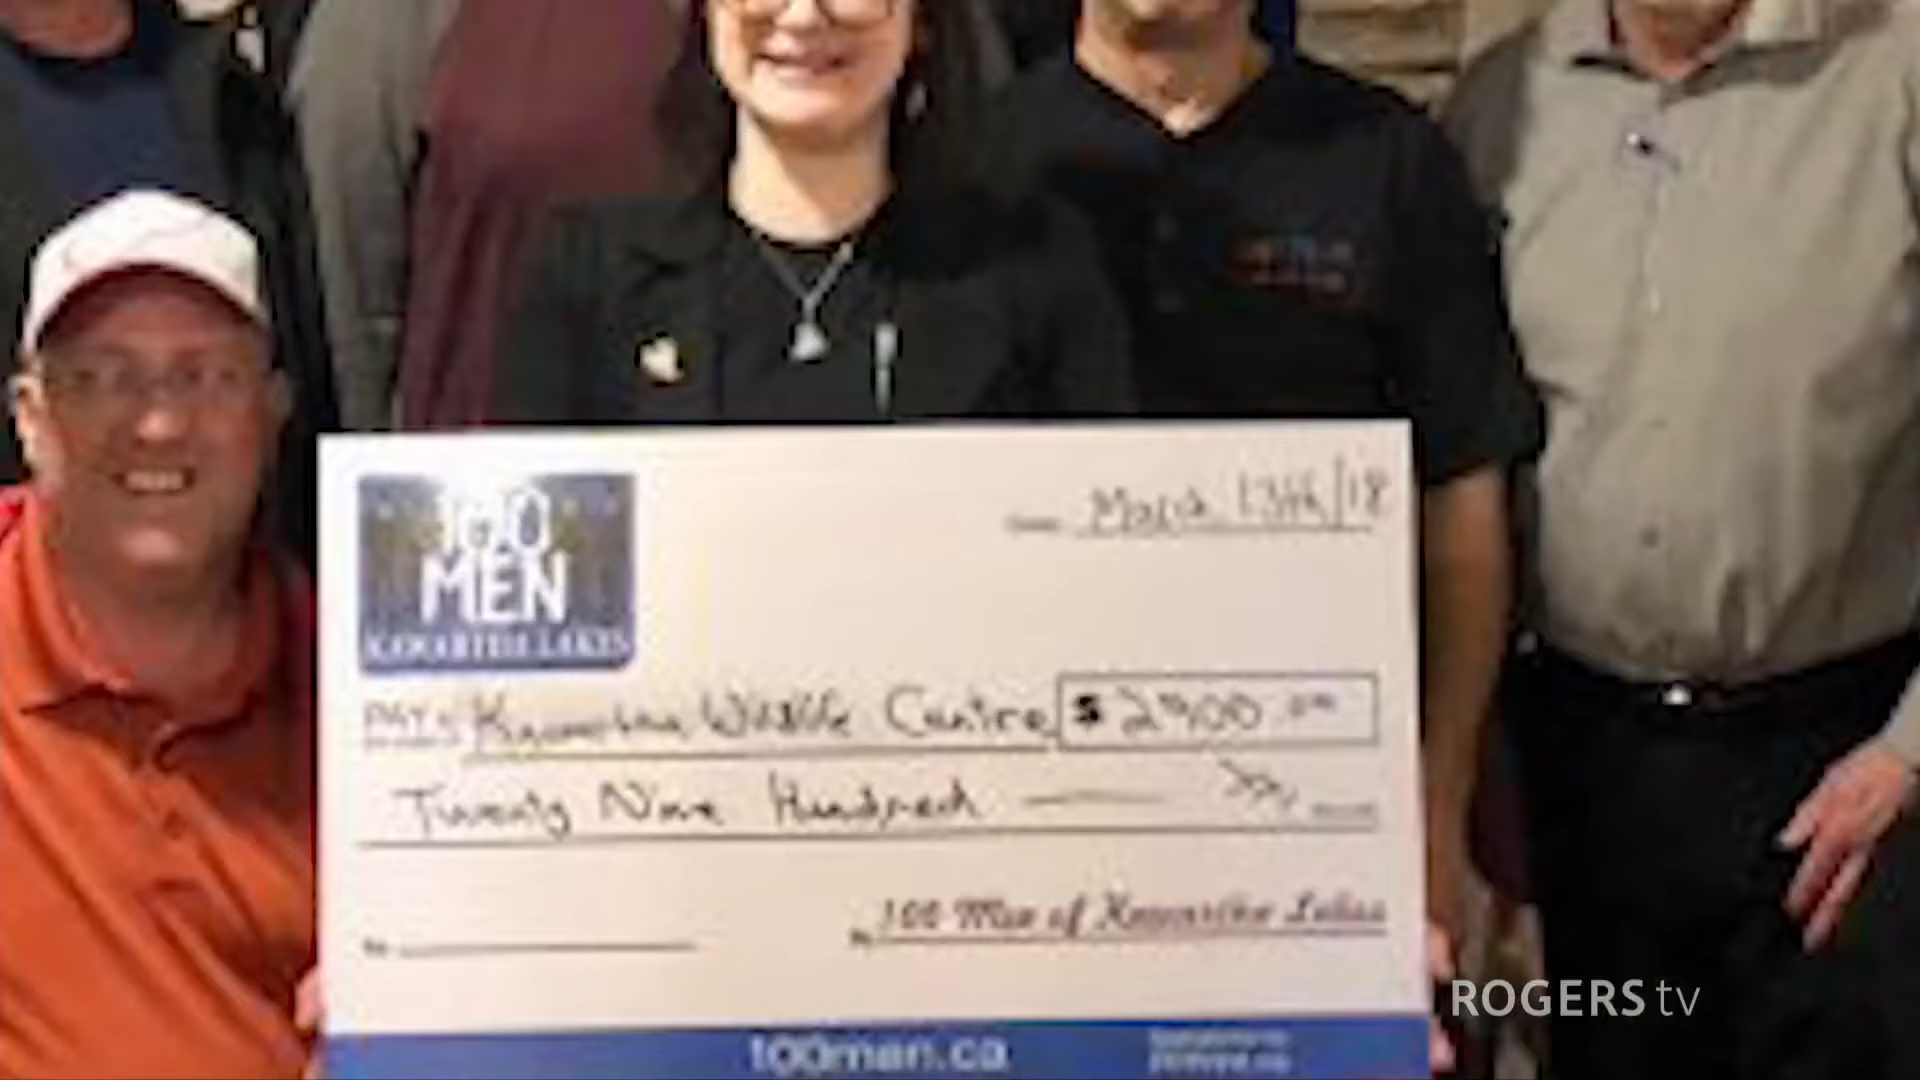 100
MEN
KAWARTHA LAKES
March 13th/18
Kawartha Wildlife Centre $2900.00
Twenty Nine Hundred
100 Men of Kawartha Lakes
100men.ca
ROGERS tv